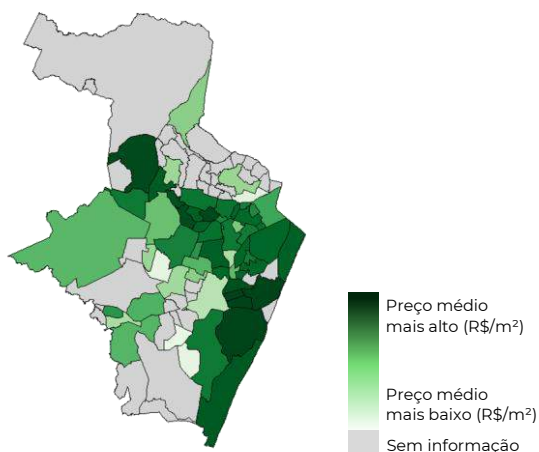 Preço médio
mais alto (R$/m²)
Preço médio
mais baixo (R$/m²)
Sem informação